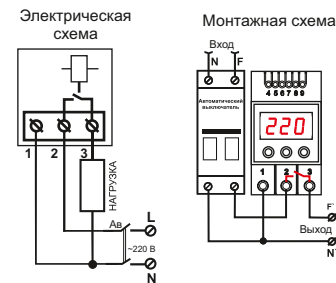 Электрическая
схема
1 2 3
НАГРУЗКА
Ав
L
~220 В
N
Монтажная схема
Вход
N F
Автоматический
выключатель
4 5 6 7 8 9
220
1 2 3
F`
Выход
N`